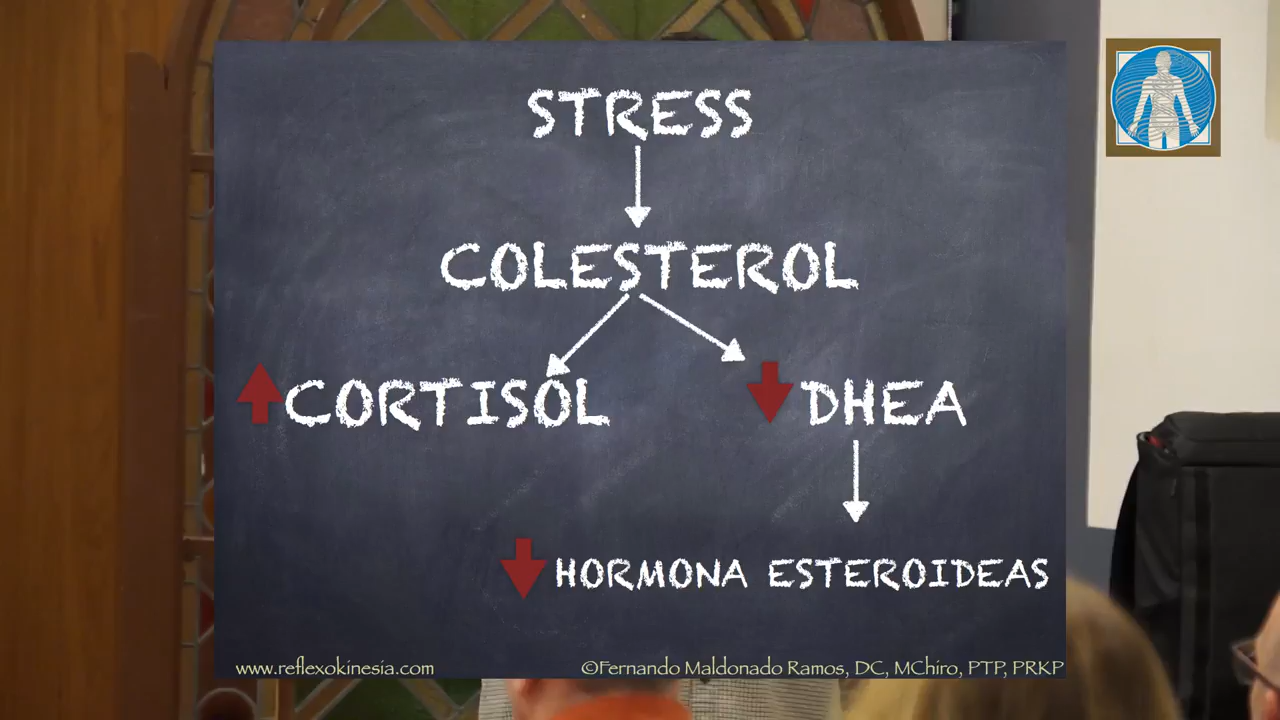 STRESS
COLESTEROL
CORTISOL
DHEA
HORMONA ESTEROIDEAS
www.reflexokinesia.com
©Fernando Maldonado Ramos, DC, MChiro, PTP, PRKP